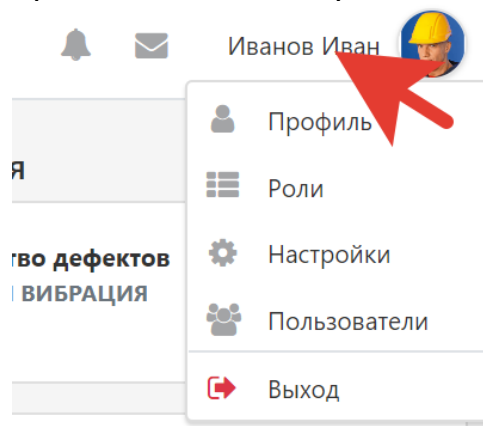 Иванов Иван
Профиль
я
Роли
тво дефектов
Настройки
ВИБРАЦИЯ
Пользователи
Выход